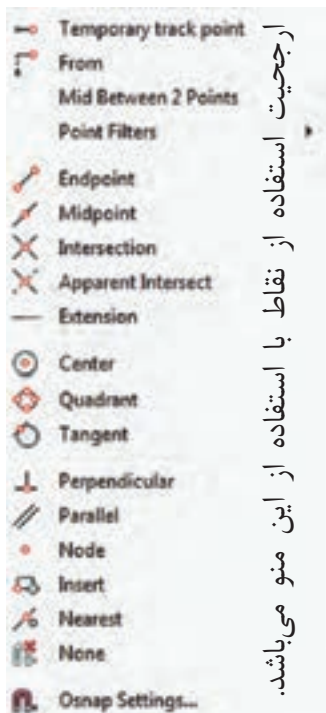 Temporary track point
From
Mid Between 2 Points
Point Filters
Endpoint
Midpoint
Intersection
Apparent Intersect
Extension
Center
Quadrant
Tangent
Perpendicular
Parallel
Node
Insert
Nearest
None
Osnap Settings...
ارجحیت استفاده از نقاط با استفاده از این منو می‌باشد.